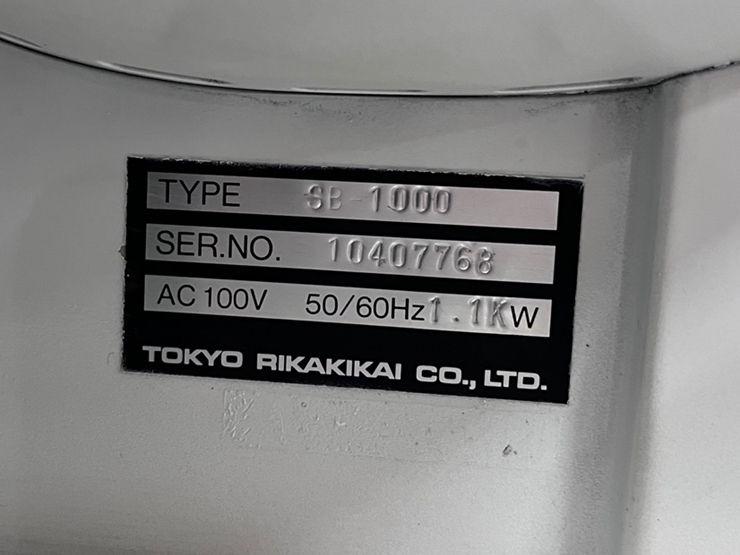 TYPE SB-1000
SER.NO. 10407768
AC 100V 50/60Hz 1.1KW
TOKYO RIKAKIKAI CO., LTD.